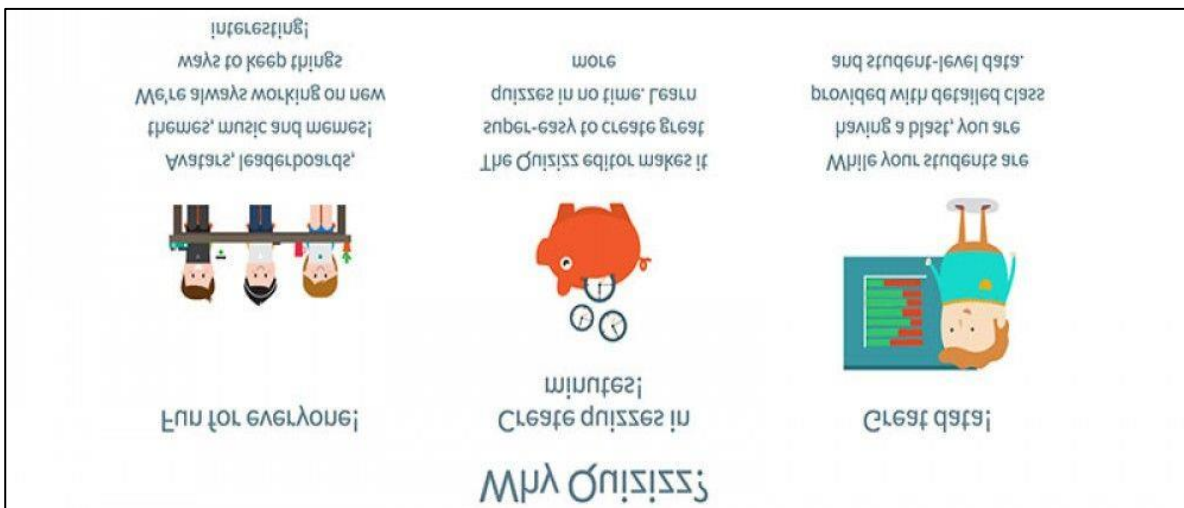 Why Quizizz?
Fun for everyone!
Avatars, leaderboards,
themes, music and memes!
We're always working on new
ways to keep things
interesting!
Create quizzes in
minutes!
The Quizizz editor makes it
super-easy to create great
quizzes in no time. Learn
more
Great data!
While your students are
having a blast, you are
provided with detailed class
and student-level data.